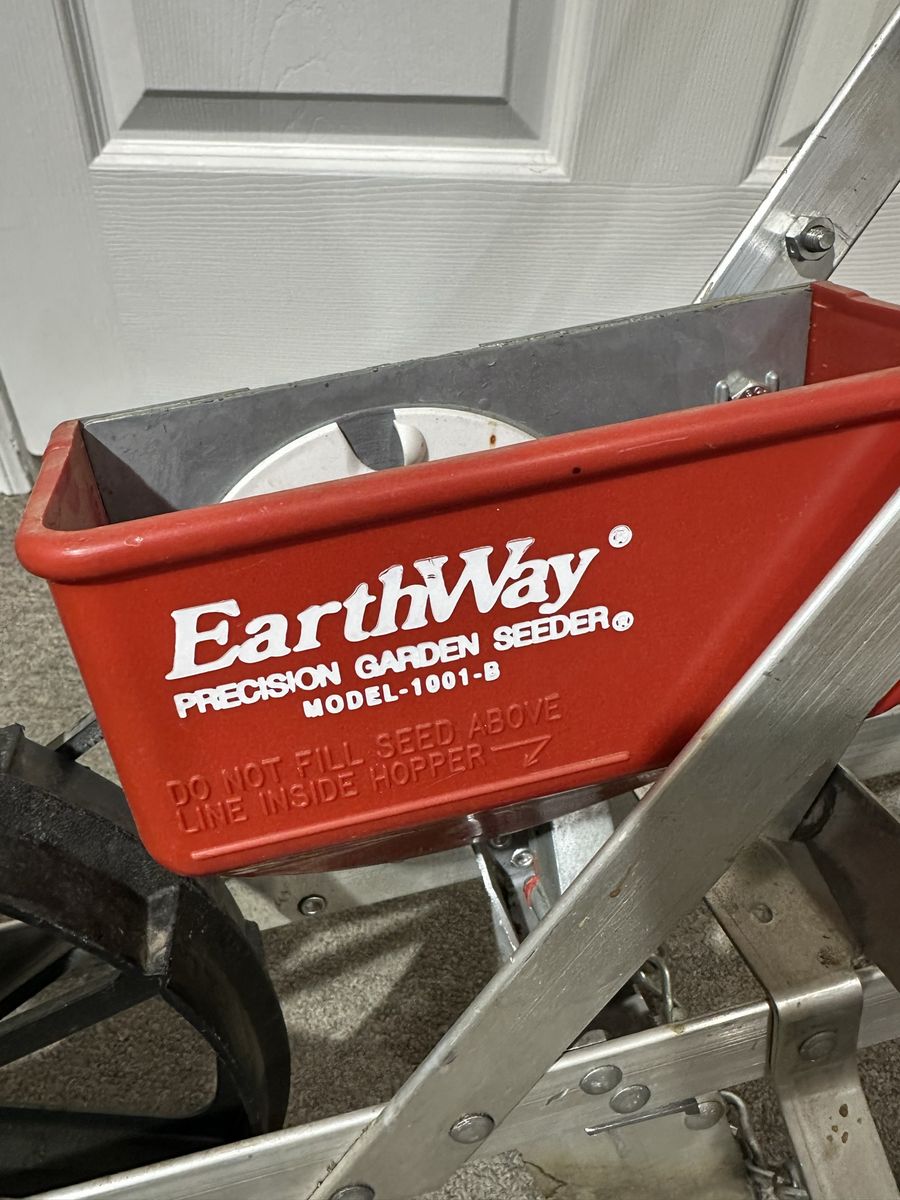 EarthWay®
PRECISION GARDEN SEEDER®
MODEL-1001-B
DO NOT FILL SEED ABOVE
LINE INSIDE HOPPER